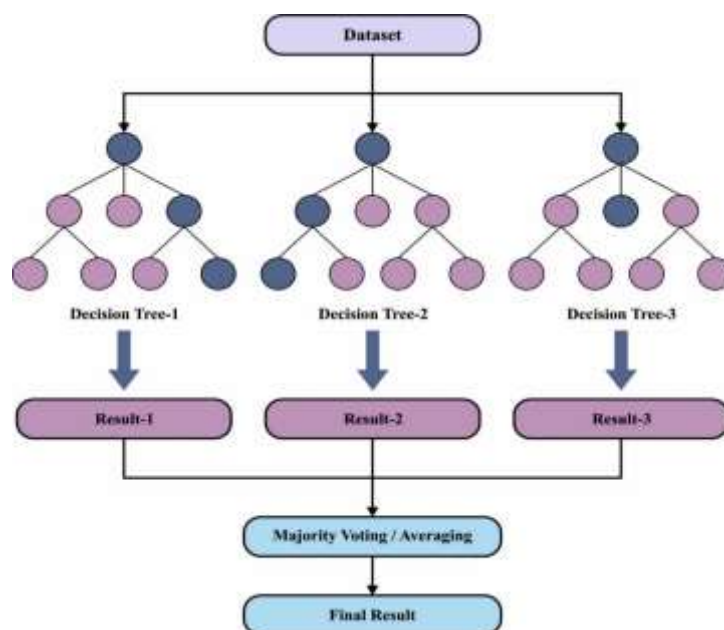 Dataset
Decision Tree-1
Decision Tree-2
Decision Tree-3
Result-1
Result-2
Result-3
Majority Voting / Averaging
Final Result